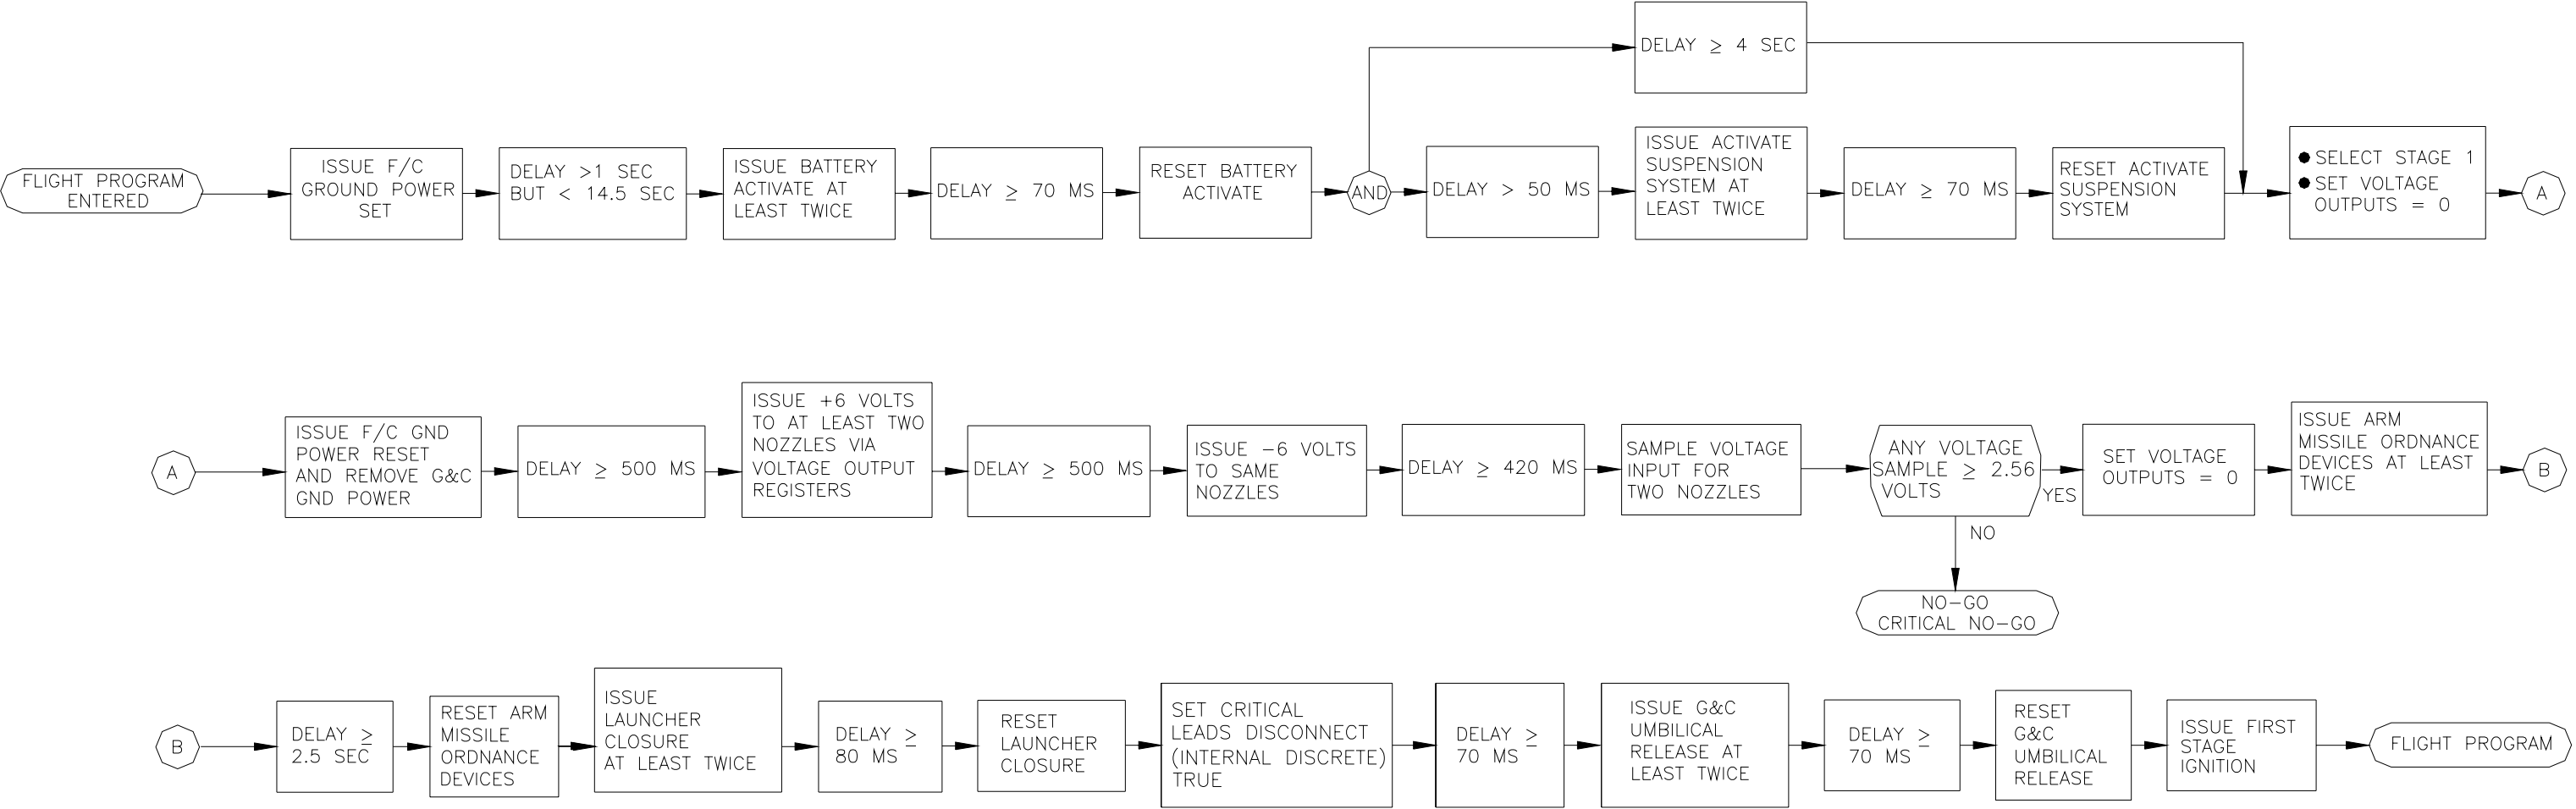 FLIGHT PROGRAM
ENTERED
ISSUE F/C
GROUND POWER
SET
DELAY >1 SEC
BUT < 14.5 SEC
ISSUE BATTERY
ACTIVATE AT
LEAST TWICE
DELAY ≥ 70 MS
RESET BATTERY
ACTIVATE
AND
DELAY ≥ 4 SEC
DELAY > 50 MS
ISSUE ACTIVATE
SUSPENSION
SYSTEM AT
LEAST TWICE
DELAY ≥ 70 MS
RESET ACTIVATE
SUSPENSION
SYSTEM
● SELECT STAGE 1
● SET VOLTAGE
OUTPUTS = 0
A
A
ISSUE F/C GND
POWER RESET
AND REMOVE G&C
GND POWER
DELAY ≥ 500 MS
ISSUE +6 VOLTS
TO AT LEAST TWO
NOZZLES VIA
VOLTAGE OUTPUT
REGISTERS
DELAY ≥ 500 MS
ISSUE −6 VOLTS
TO SAME
NOZZLES
DELAY ≥ 420 MS
SAMPLE VOLTAGE
INPUT FOR
TWO NOZZLES
ANY VOLTAGE
SAMPLE ≥ 2.56
VOLTS
YES
NO
NO−GO
CRITICAL NO−GO
SET VOLTAGE
OUTPUTS = 0
ISSUE ARM
MISSILE ORDNANCE
DEVICES AT LEAST
TWICE
B
B
DELAY ≥
2.5 SEC
RESET ARM
MISSILE
ORDNANCE
DEVICES
ISSUE
LAUNCHER
CLOSURE
AT LEAST TWICE
DELAY ≥
80 MS
RESET
LAUNCHER
CLOSURE
SET CRITICAL
LEADS DISCONNECT
(INTERNAL DISCRETE)
TRUE
DELAY ≥
70 MS
ISSUE G&C
UMBILICAL
RELEASE AT
LEAST TWICE
DELAY ≥
70 MS
RESET
G&C
UMBILICAL
RELEASE
ISSUE FIRST
STAGE
IGNITION
FLIGHT PROGRAM